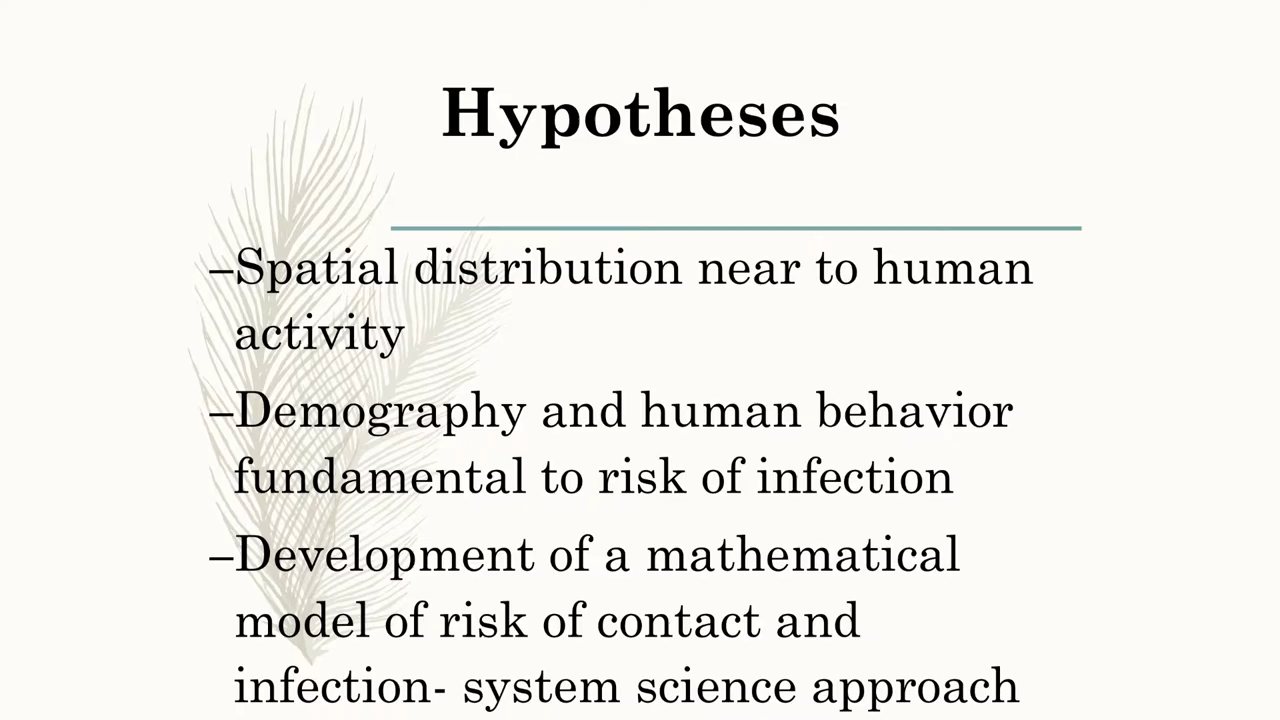 Hypotheses
–Spatial distribution near to human
activity
–Demography and human behavior
fundamental to risk of infection
–Development of a mathematical
model of risk of contact and
infection- system science approach